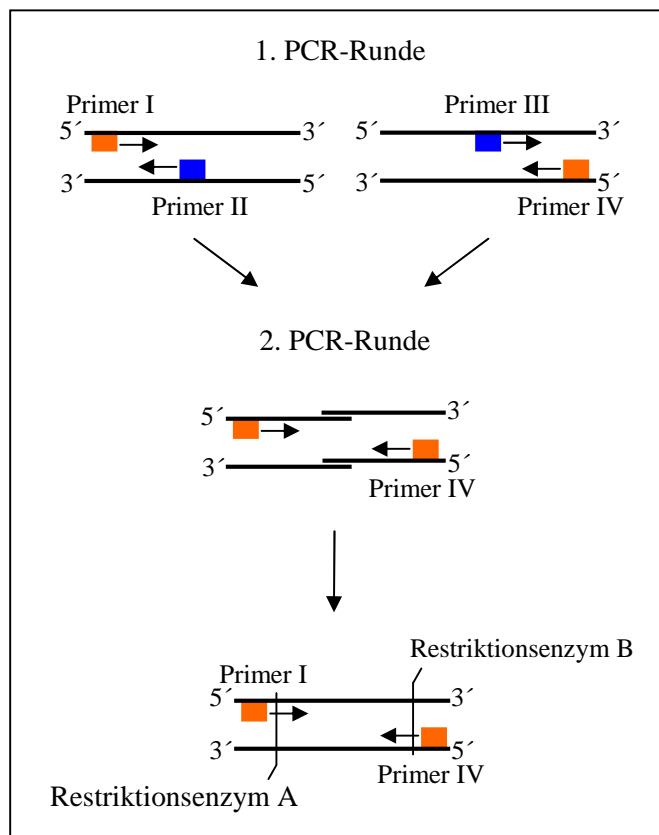 1. PCR-Runde
Primer I
Primer III
5´ 3´ 5´ 3´
3´ 5´ 3´ 5´
Primer II
Primer IV
2. PCR-Runde
5´ 3´
3´ 5´
Primer IV
Restriktionsenzym B
Primer I
5´ 3´
3´ 5´
Primer IV
Restriktionsenzym A